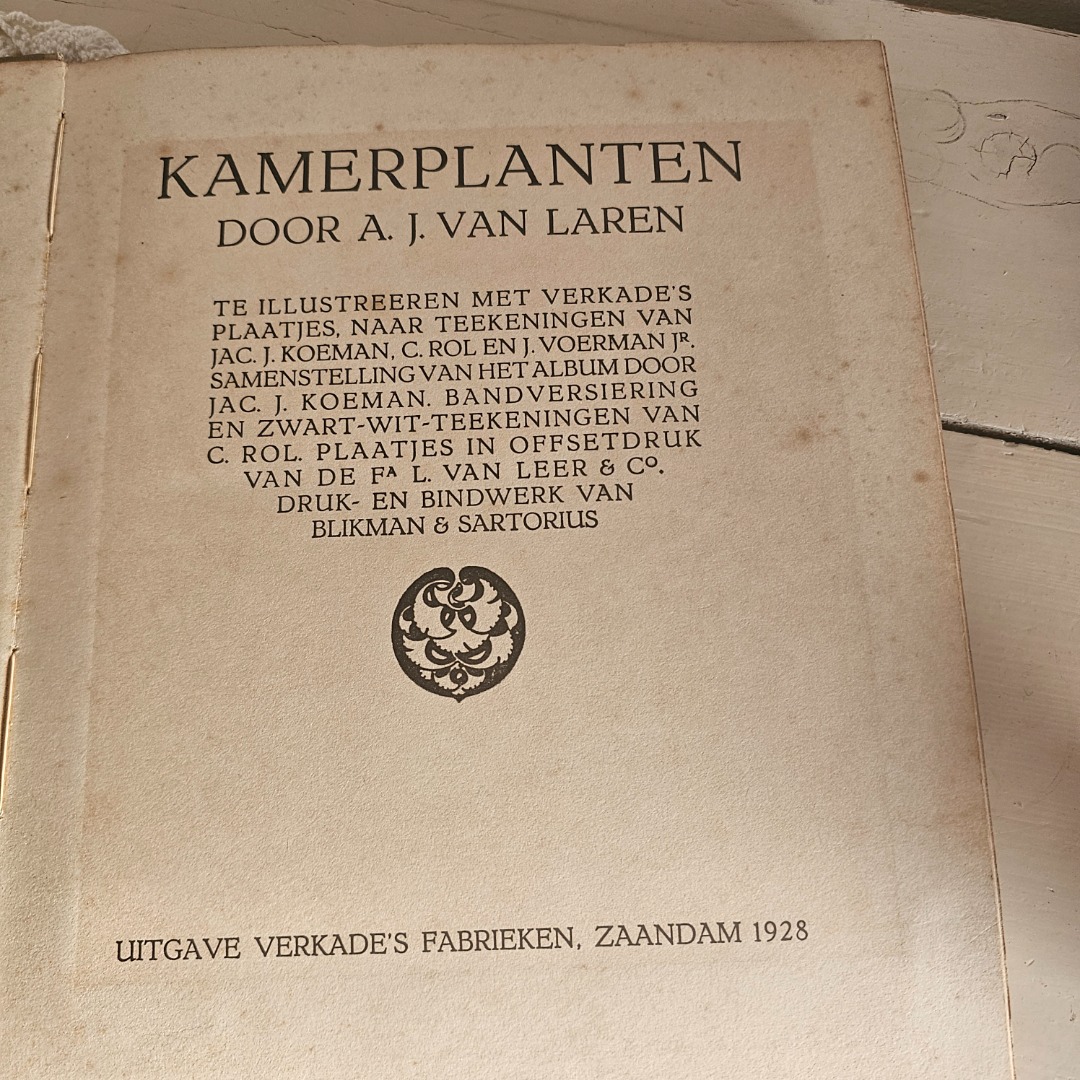 KAMERPLANTEN
DOOR A. J. VAN LAREN
TE ILLUSTREEREN MET VERKADE'S
PLAATJES, NAAR TEEKENINGEN VAN
JAC. J. KOEMAN, C. ROL EN J. VOERMAN JR.
SAMENSTELLING VAN HET ALBUM DOOR
JAC. J. KOEMAN. BANDVERSIERING
EN ZWART-WIT-TEEKENINGEN VAN
C. ROL. PLAATJES IN OFFSETDRUK
VAN DE FA L. VAN LEER & CO.
DRUK- EN BINDWERK VAN
BLIKMAN & SARTORIUS
UITGAVE VERKADE'S FABRIEKEN, ZAANDAM 1928